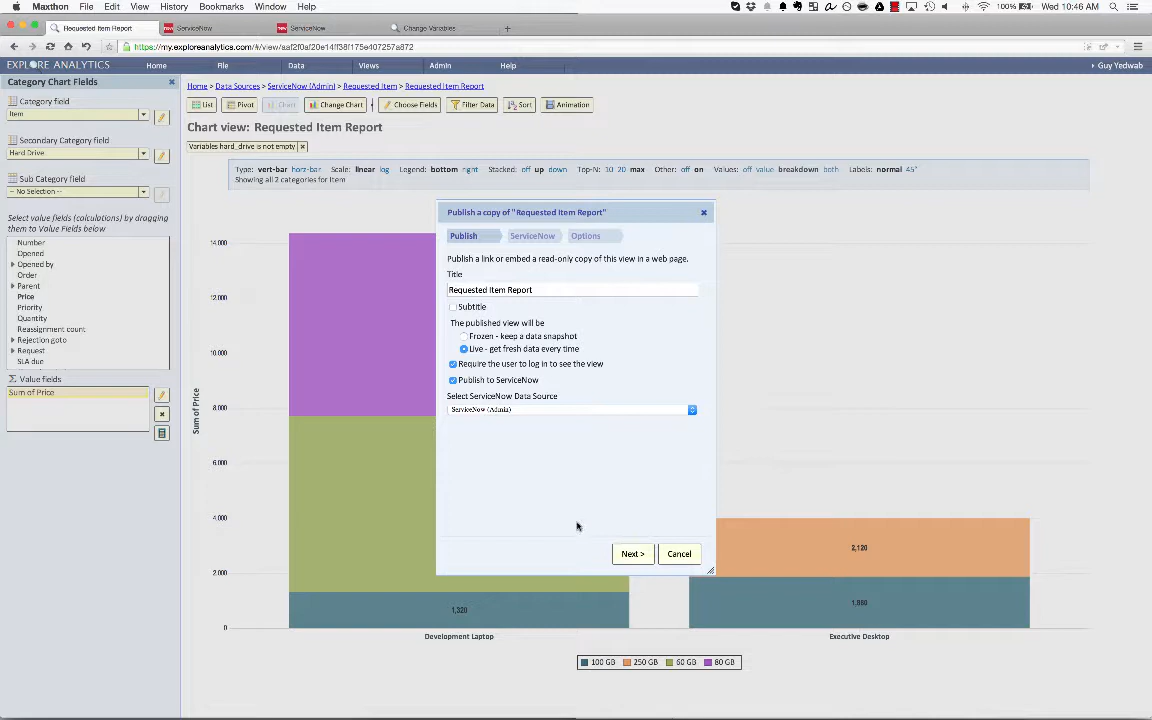 Maxthon File Edit View History Bookmarks Window Help 100% Wed 10:46 AM
Requested Item Report ServiceNow ServiceNow Change Variables
https://my.exploreanalytics.com/#/view/aaf2f0af20e14ff38f175e407257a872
EXPLORE ANALYTICS Home File Data Views Admin Help Guy Yedwab
Category Chart Fields
Category field
Item
Secondary Category field
Hard Drive
Sub Category field
-- No Selection --
Select value fields (calculations) by dragging
them to Value Fields below
Number
Opened
Opened by
Order
Parent
Price
Priority
Quantity
Reassignment count
Rejection goto
Request
SLA due
Σ Value fields
Sum of Price
Home > Data Sources > ServiceNow (Admin) > Requested Item > Requested Item Report
List Pivot Chart Change Chart Choose Fields Filter Data Sort Animation
Chart view: Requested Item Report
Variables hard_drive is not empty
Type: vert-bar horz-bar Scale: linear log Legend: bottom right Stacked: off up down Top-N: 10 20 max Other: off on Values: off value breakdown both Labels: normal 45°
Showing all 2 categories for Item
14,000
12,000
10,000
8,000
6,000
4,000
2,000
0
Sum of Price
1,320
2,120
1,880
Development Laptop
Executive Desktop
100 GB 250 GB 60 GB 80 GB
Publish a copy of "Requested Item Report"
Publish ServiceNow Options
Publish a link or embed a read-only copy of this view in a web page.
Title
Requested Item Report
Subtitle
The published view will be
Frozen - keep a data snapshot
Live - get fresh data every time
Require the user to log in to see the view
Publish to ServiceNow
Select ServiceNow Data Source
ServiceNow (Admin)
Next > Cancel